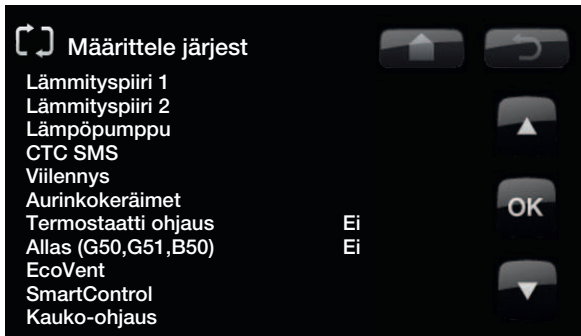 Määrittele järjest
Lämmityspiiri 1
Lämmityspiiri 2
Lämpöpumppu
CTC SMS
Viilennys
Aurinkokeräimet
Termostaatti ohjaus Ei
Allas (G50,G51,B50) Ei
EcoVent
SmartControl
Kauko-ohjaus
OK